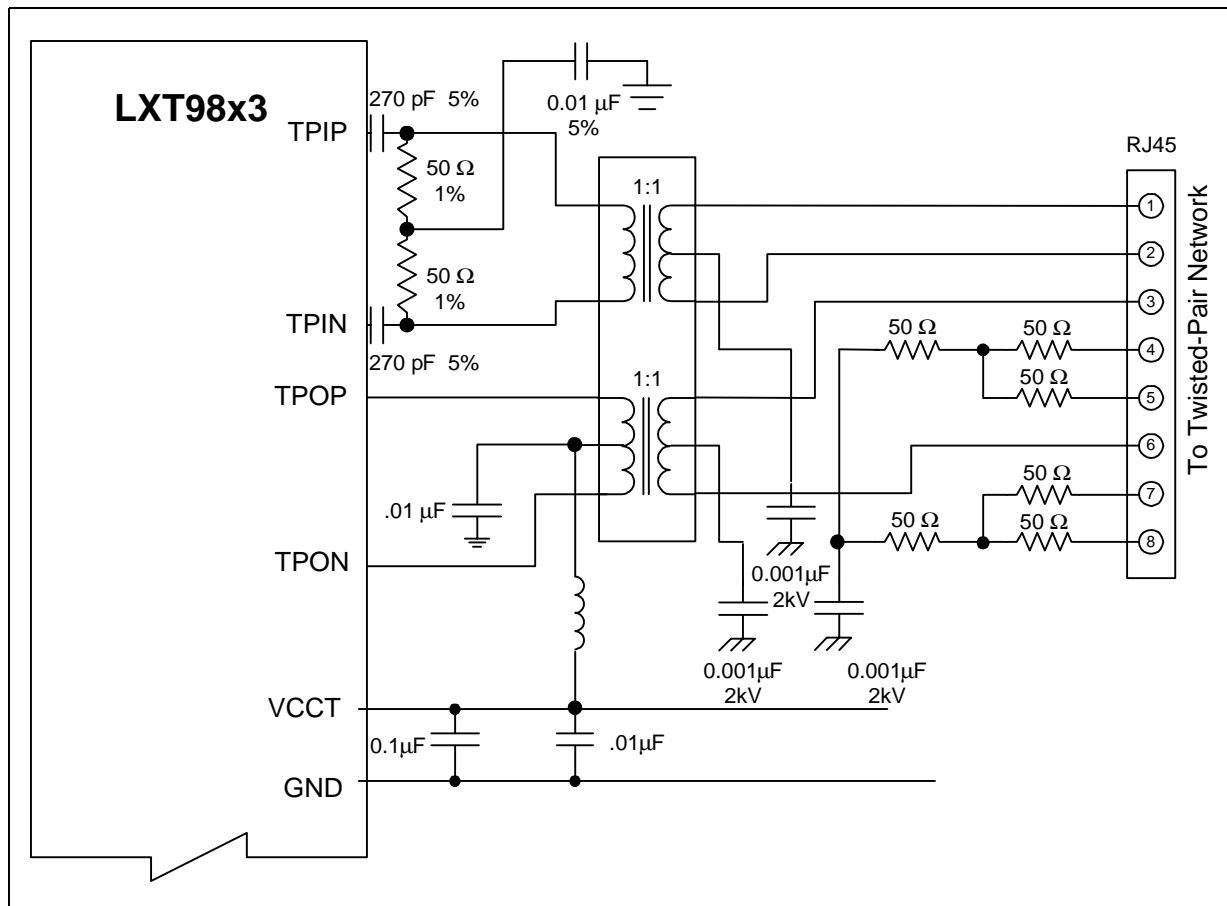 LXT98x3
270 pF 5%
0.01 µF
5%
TPIP
RJ45
50 Ω
1%
1:1
1
2
50 Ω
1%
3
TPIN
50 Ω
50 Ω
4
270 pF 5%
1:1
TPOP
50 Ω
5
To Twisted-Pair Network
6
50 Ω
7
.01 µF
50 Ω
50 Ω
8
TPON
0.001µF
2kV
0.001µF
2kV
0.001µF
2kV
VCCT
0.1µF
.01µF
GND